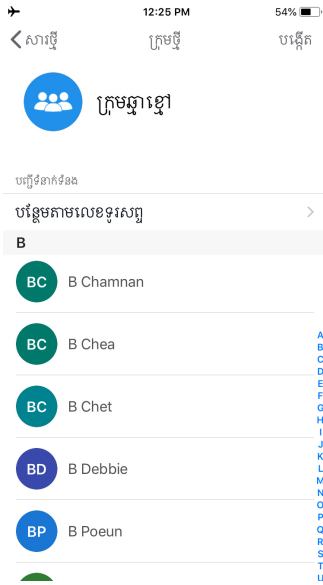 12:25 PM 54%
សារថ្មី ក្រុមថ្មី បង្កើត
ក្រុមឆ្មាខ្មៅ
បញ្ជីទំនាក់ទំនង
បន្ថែមតាមលេខទូរសព្ទ
B
BC B Chamnan
BC B Chea
BC B Chet
BD B Debbie
BP B Poeun
A
B
C
D
E
F
G
H
I
J
K
L
M
N
O
P
Q
R
S
T
U